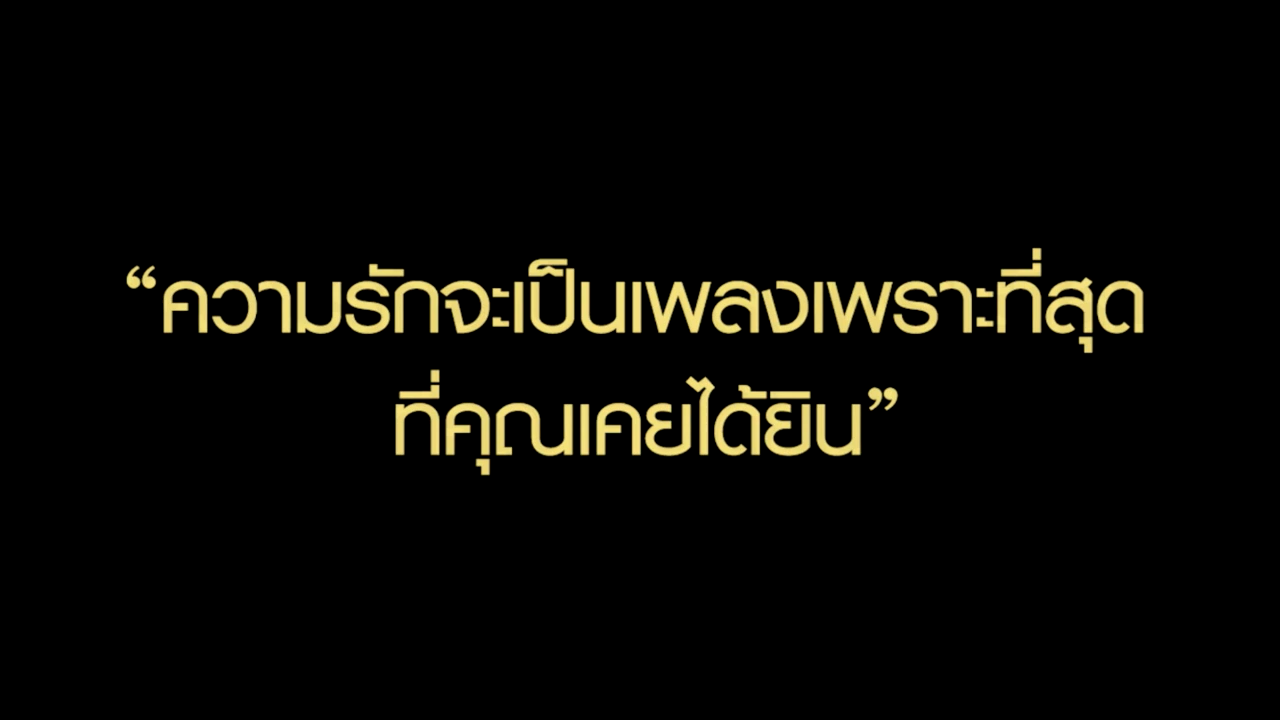 “ความรักจะเป็นเพลงเพราะที่สุด
ที่คุณเคยได้ยิน”